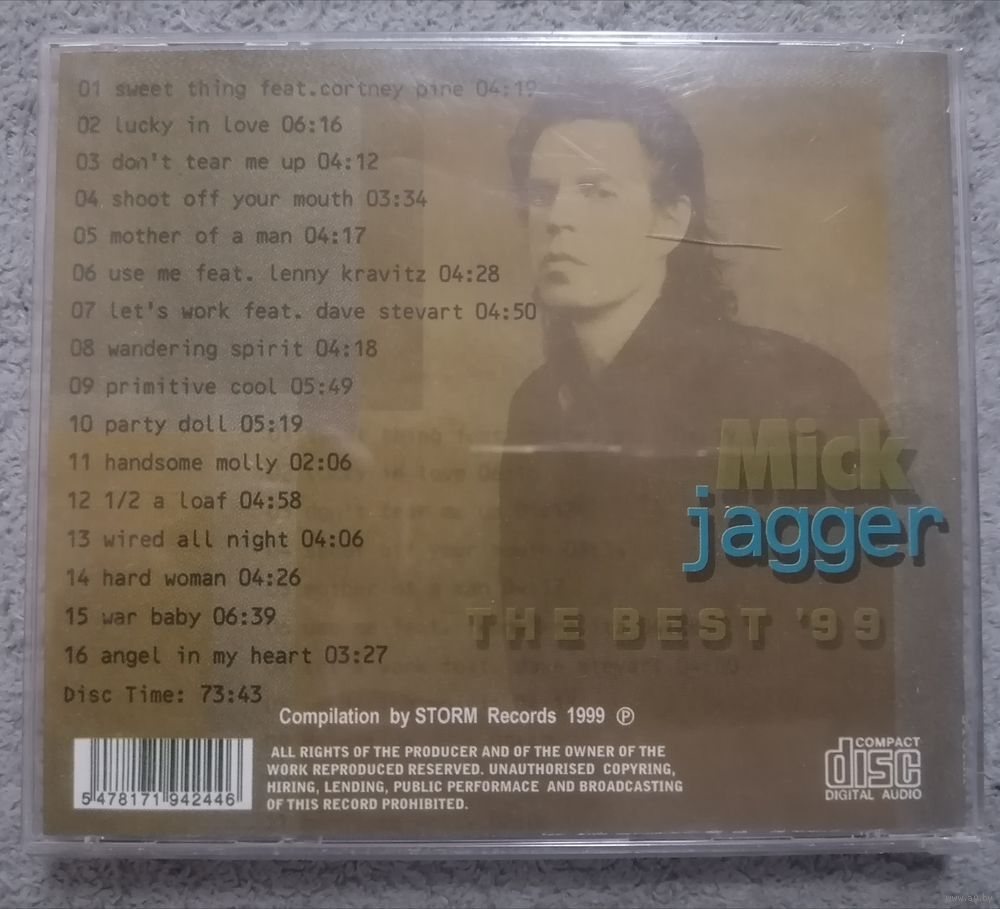 01 sweet thing feat.cortney pine 04:19
02 lucky in love 06:16
03 don't tear me up 04:12
04 shoot off your mouth 03:34
05 mother of a man 04:17
06 use me feat. lenny kravitz 04:28
07 let's work feat. dave stevart 04:50
08 wandering spirit 04:18
09 primitive cool 05:49
10 party doll 05:19
11 handsome molly 02:06
12 1/2 a loaf 04:58
13 wired all night 04:06
14 hard woman 04:26
15 war baby 06:39
16 angel in my heart 03:27
Disc Time: 73:43
Mick
jagger
THE BEST '99
Compilation by STORM Records 1999 ℗
5 478171 942446
ALL RIGHTS OF THE PRODUCER AND OF THE OWNER OF THE
WORK REPRODUCED RESERVED. UNAUTHORISED COPYRING,
HIRING, LENDING, PUBLIC PERFORMACE AND BROADCASTING
OF THIS RECORD PROHIBITED.
COMPACT
disc
DIGITAL AUDIO
www.ay.by